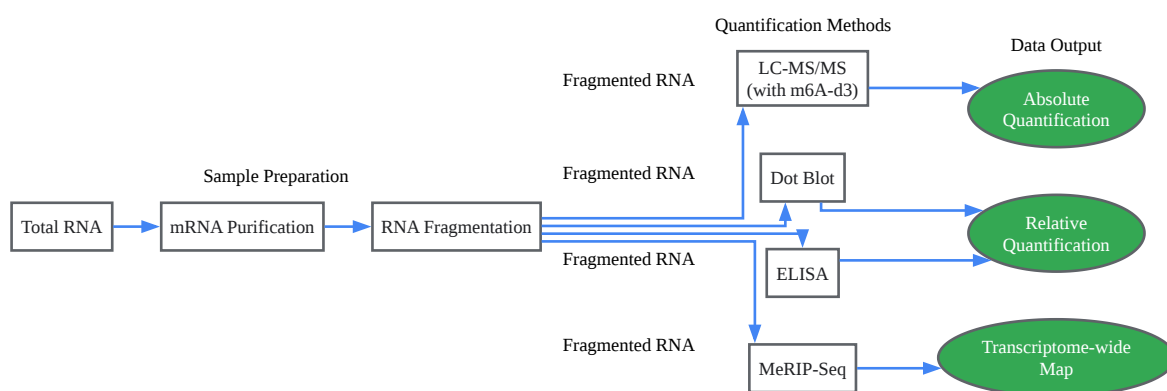 Quantification Methods
Data Output
Fragmented RNA
LC-MS/MS
(with m6A-d3)
Absolute
Quantification
Sample Preparation
Fragmented RNA
Dot Blot
Total RNA
mRNA Purification
RNA Fragmentation
Relative
Quantification
Fragmented RNA
ELISA
Fragmented RNA
MeRIP-Seq
Transcriptome-wide
Map